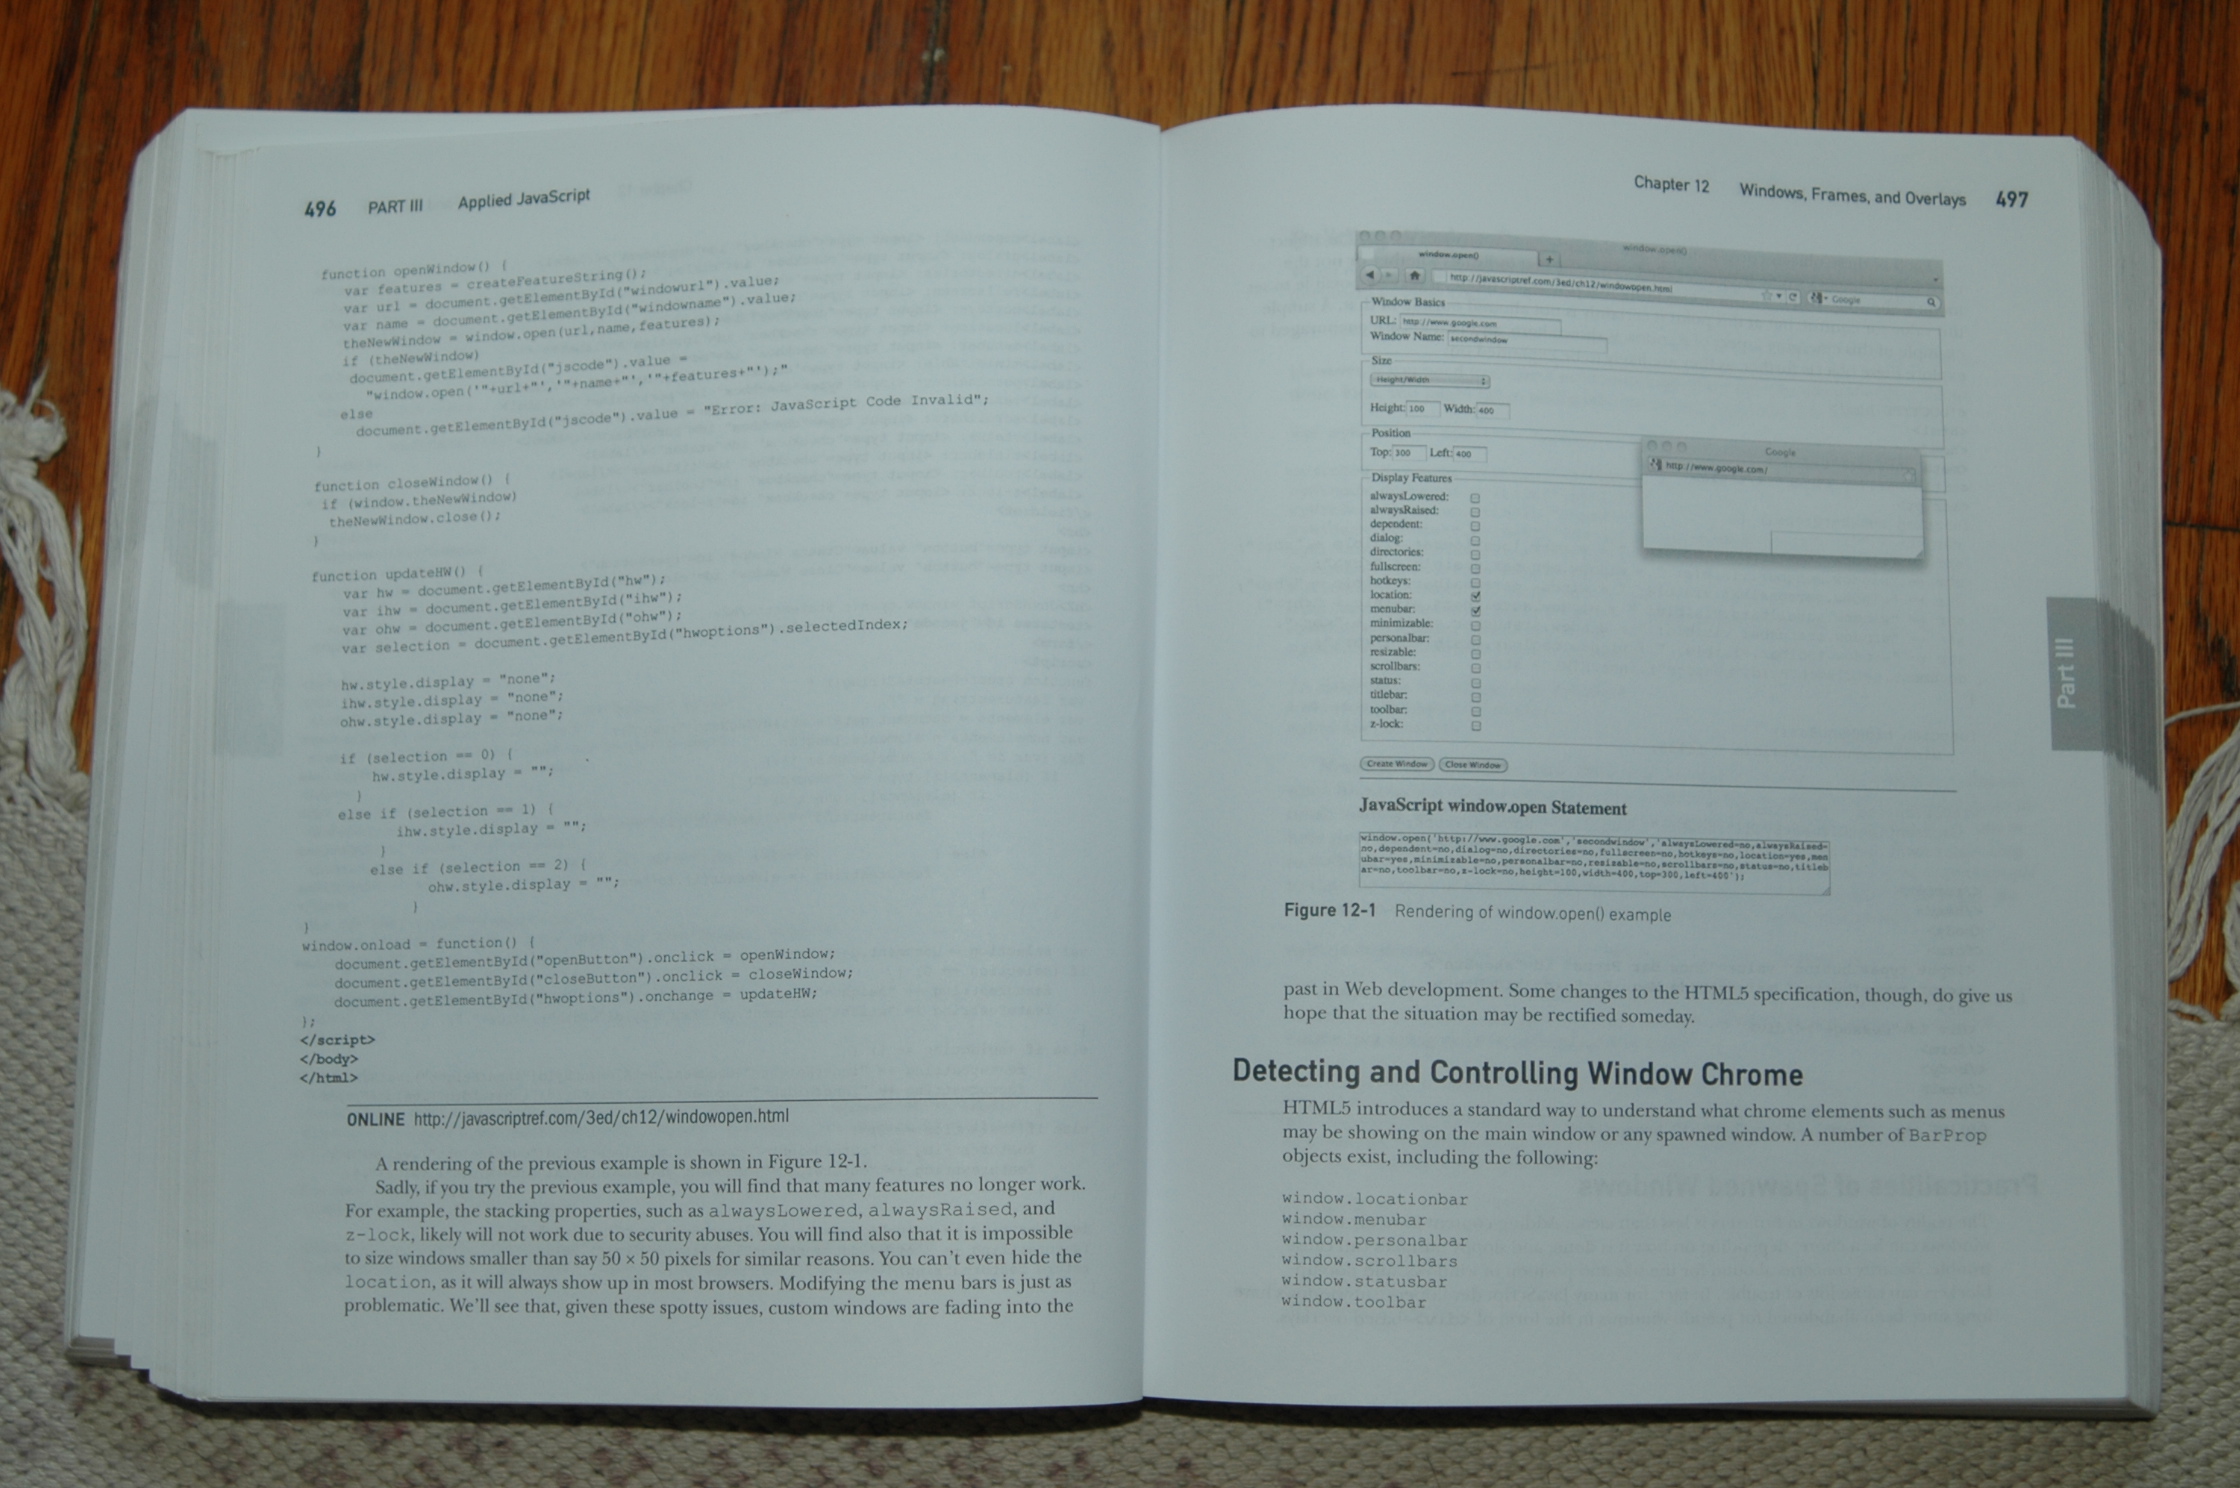 496 PART III Applied JavaScript
function openWindow() {
var features = createFeatureString();
var url = document.getElementById("windowurl").value;
var name = document.getElementById("windowname").value;
theNewWindow = window.open(url,name,features);
if (theNewWindow)
document.getElementById("jscode").value =
"window.open('"+url+"','"+name+"','"+features+"');"
else
document.getElementById("jscode").value = "Error: JavaScript Code Invalid";
}
function closeWindow() {
if (window.theNewWindow)
theNewWindow.close();
}
function updateHW() {
var hw = document.getElementById("hw");
var ihw = document.getElementById("ihw");
var ohw = document.getElementById("ohw");
var selection = document.getElementById("hwoptions").selectedIndex;
hw.style.display = "none";
ihw.style.display = "none";
ohw.style.display = "none";
if (selection == 0) {
hw.style.display = "";
}
else if (selection == 1) {
ihw.style.display = "";
}
else if (selection == 2) {
ohw.style.display = "";
}
}
window.onload = function() {
document.getElementById("openButton").onclick = openWindow;
document.getElementById("closeButton").onclick = closeWindow;
document.getElementById("hwoptions").onchange = updateHW;
};
</script>
</body>
</html>
ONLINE http://javascriptref.com/3ed/ch12/windowopen.html
A rendering of the previous example is shown in Figure 12-1.
Sadly, if you try the previous example, you will find that many features no longer work.
For example, the stacking properties, such as alwaysLowered, alwaysRaised, and
z-lock, likely will not work due to security abuses. You will find also that it is impossible
to size windows smaller than say 50 × 50 pixels for similar reasons. You can't even hide the
location, as it will always show up in most browsers. Modifying the menu bars is just as
problematic. We'll see that, given these spotty issues, custom windows are fading into the
Chapter 12 Windows, Frames, and Overlays 497
window.open()
window.open() +
http://javascriptref.com/3ed/ch12/windowopen.html Google
Window Basics
URL: http://www.google.com
Window Name: secondwindow
Size
Height/Width
Height: 100 Width: 400
Position
Top: 300 Left: 400
Google
http://www.google.com/
Display Features
alwaysLowered:
alwaysRaised:
dependent:
dialog:
directories:
fullscreen:
hotkeys:
location:
menubar:
minimizable:
personalbar:
resizable:
scrollbars:
status:
titlebar:
toolbar:
z-lock:
Create Window Close Window
JavaScript window.open Statement
window.open('http://www.google.com','secondwindow','alwaysLowered=no,alwaysRaised=
no,dependent=no,dialog=no,directories=no,fullscreen=no,hotkeys=no,location=yes,men
ubar=yes,minimizable=no,personalbar=no,resizable=no,scrollbars=no,status=no,titleb
ar=no,toolbar=no,z-lock=no,height=100,width=400,top=300,left=400');
Figure 12-1 Rendering of window.open() example
Part III
past in Web development. Some changes to the HTML5 specification, though, do give us
hope that the situation may be rectified someday.
Detecting and Controlling Window Chrome
HTML5 introduces a standard way to understand what chrome elements such as menus
may be showing on the main window or any spawned window. A number of BarProp
objects exist, including the following:
window.locationbar
window.menubar
window.personalbar
window.scrollbars
window.statusbar
window.toolbar